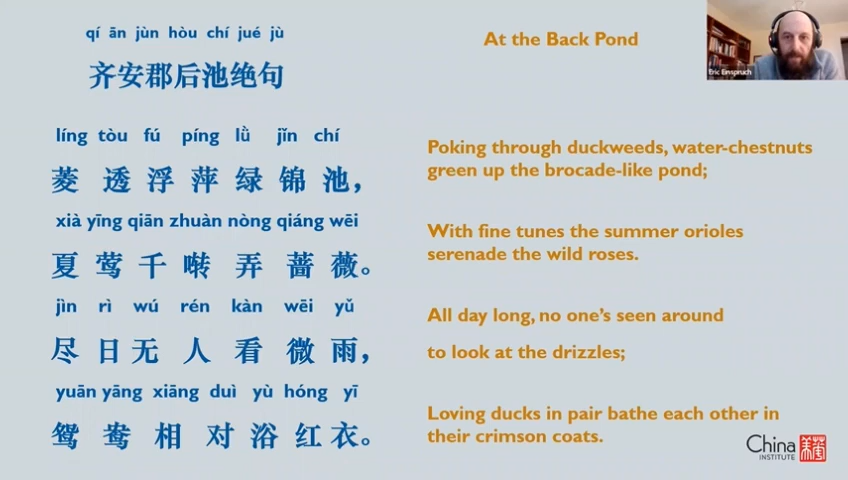 qí ān jùn hòu chí jué jù
齐安郡后池绝句
líng tòu fú píng lǜ jǐn chí
菱透浮萍绿锦池，
xià yīng qiān zhuàn nòng qiáng wēi
夏莺千啭弄蔷薇。
jìn rì wú rén kàn wēi yǔ
尽日无人看微雨，
yuān yāng xiāng duì yù hóng yī
鸳鸯相对浴红衣。
At the Back Pond
Poking through duckweeds, water-chestnuts
green up the brocade-like pond;
With fine tunes the summer orioles
serenade the wild roses.
All day long, no one's seen around
to look at the drizzles;
Loving ducks in pair bathe each other in
their crimson coats.
Eric Einspruch
China
INSTITUTE